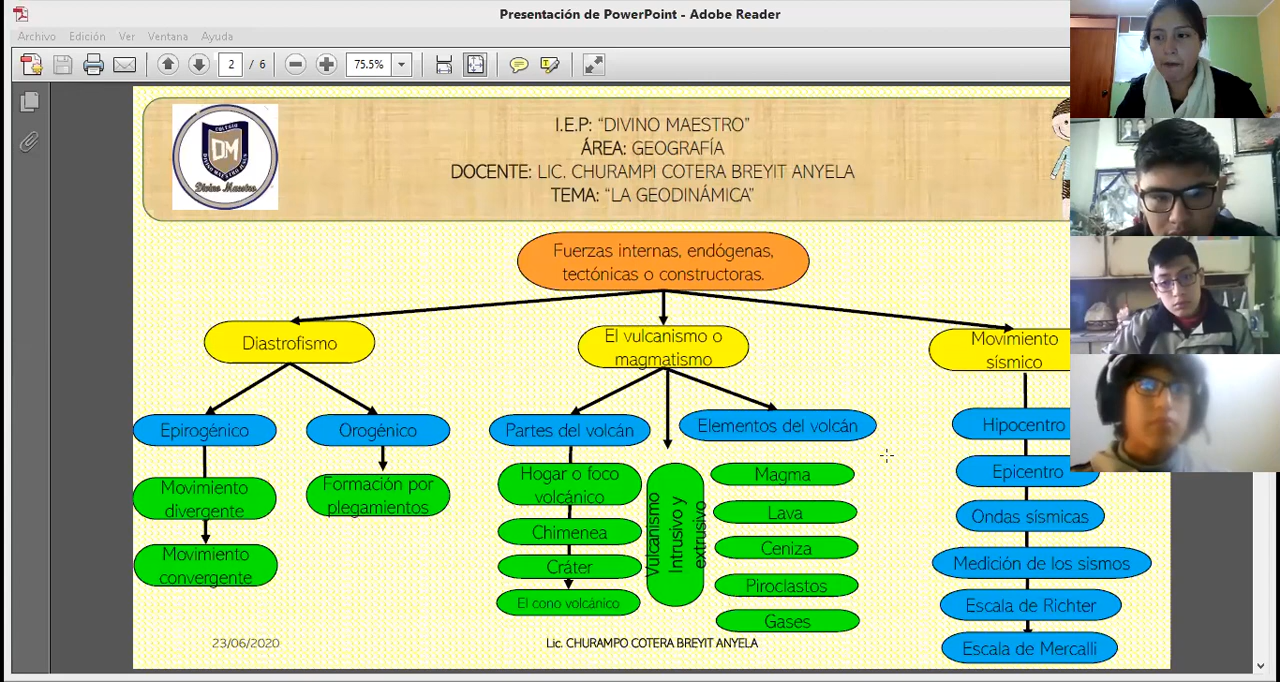 Presentación de PowerPoint - Adobe Reader
Archivo Edición Ver Ventana Ayuda
2 / 6 75.5%
COLEGIO
DM
Divino Maestro
I.E.P: “DIVINO MAESTRO”
ÁREA: GEOGRAFÍA
DOCENTE: LIC. CHURAMPI COTERA BREYIT ANYELA
TEMA: “LA GEODINÁMICA”
Fuerzas internas, endógenas,
tectónicas o constructoras.
Diastrofismo
El vulcanismo o
magmatismo
Movimiento
sísmico
Epirogénico
Orogénico
Movimiento
divergente
Movimiento
convergente
Formación por
plegamientos
Partes del volcán
Hogar o foco
volcánico
Chimenea
Cráter
El cono volcánico
Vulcanismo
Intrusivo y
extrusivo
Elementos del volcán
Magma
Lava
Ceniza
Piroclastos
Gases
Hipocentro
Epicentro
Ondas sísmicas
Medición de los sísmos
Escala de Richter
Escala de Mercalli
23/06/2020
Lic. CHURAMPO COTERA BREYIT ANYELA